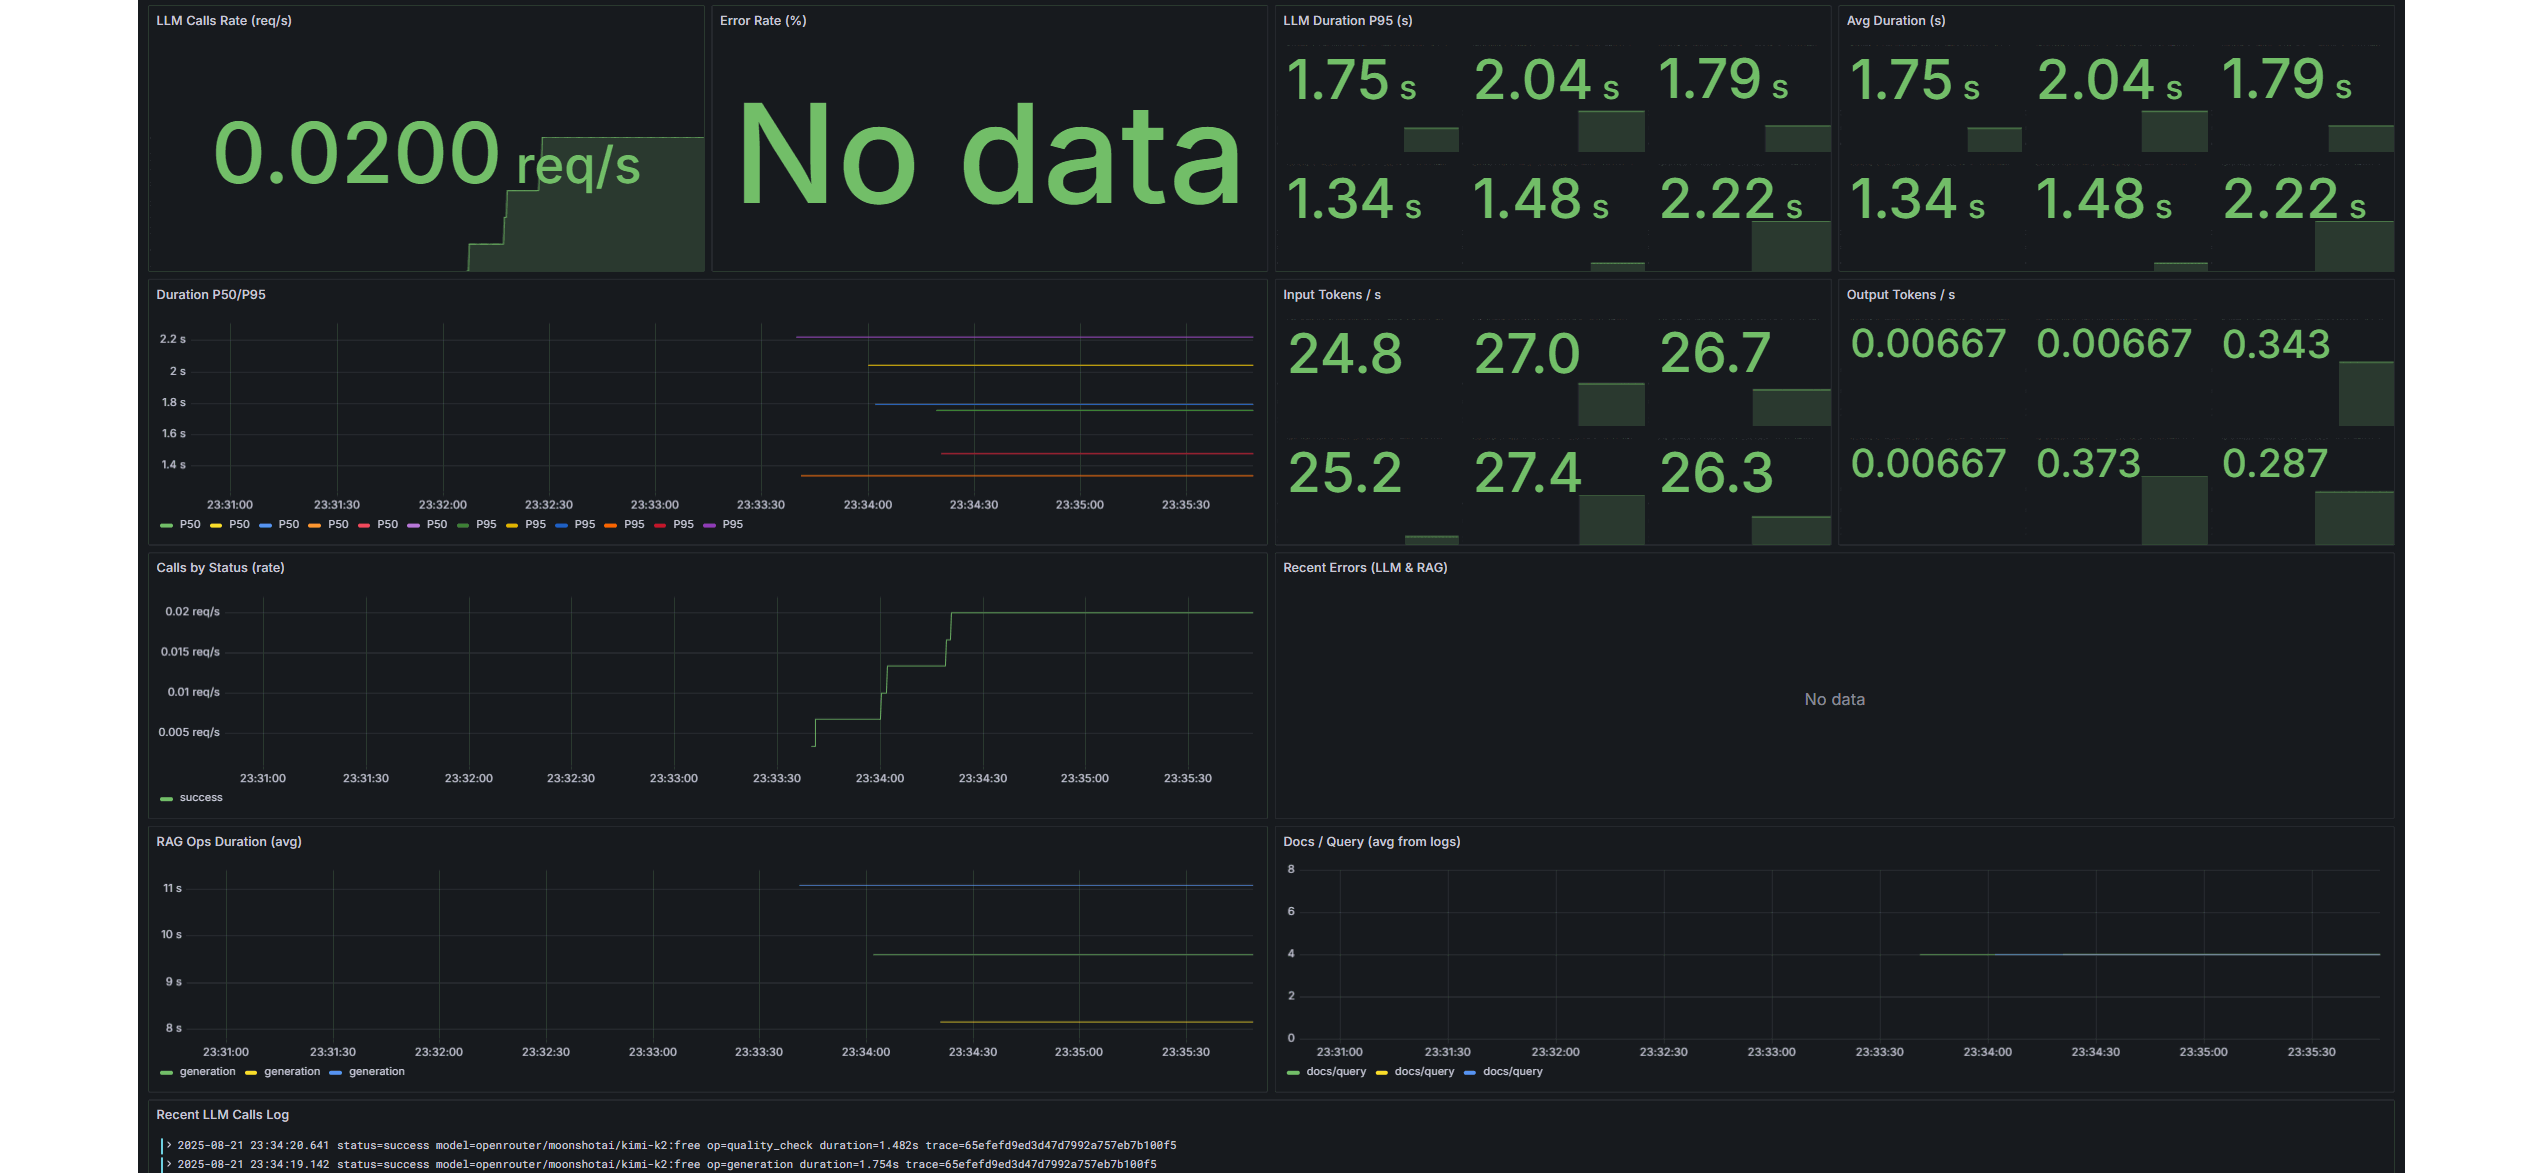 LLM Calls Rate (req/s)
0.0200 req/s
Error Rate (%)
No data
LLM Duration P95 (s)
1.75 s 2.04 s 1.79 s
1.34 s 1.48 s 2.22 s
Avg Duration (s)
1.75 s 2.04 s 1.79 s
1.34 s 1.48 s 2.22 s
Duration P50/P95
2.2 s
2 s
1.8 s
1.6 s
1.4 s
23:31:00 23:31:30 23:32:00 23:32:30 23:33:00 23:33:30 23:34:00 23:34:30 23:35:00 23:35:30
P50 P50 P50 P50 P50 P50 P95 P95 P95 P95 P95 P95
Input Tokens / s
24.8 27.0 26.7
25.2 27.4 26.3
Output Tokens / s
0.00667 0.00667 0.343
0.00667 0.373 0.287
Calls by Status (rate)
0.02 req/s
0.015 req/s
0.01 req/s
0.005 req/s
23:31:00 23:31:30 23:32:00 23:32:30 23:33:00 23:33:30 23:34:00 23:34:30 23:35:00 23:35:30
success
Recent Errors (LLM & RAG)
No data
RAG Ops Duration (avg)
11 s
10 s
9 s
8 s
23:31:00 23:31:30 23:32:00 23:32:30 23:33:00 23:33:30 23:34:00 23:34:30 23:35:00 23:35:30
generation generation generation
Docs / Query (avg from logs)
8
6
4
2
0
23:31:00 23:31:30 23:32:00 23:32:30 23:33:00 23:33:30 23:34:00 23:34:30 23:35:00 23:35:30
docs/query docs/query docs/query
Recent LLM Calls Log
> 2025-08-21 23:34:20.641 status=success model=openrouter/moonshotai/kimi-k2:free op=quality_check duration=1.482s trace=65efefd9ed3d47d7992a757eb7b100f5
> 2025-08-21 23:34:19.142 status=success model=openrouter/moonshotai/kimi-k2:free op=generation duration=1.754s trace=65efefd9ed3d47d7992a757eb7b100f5